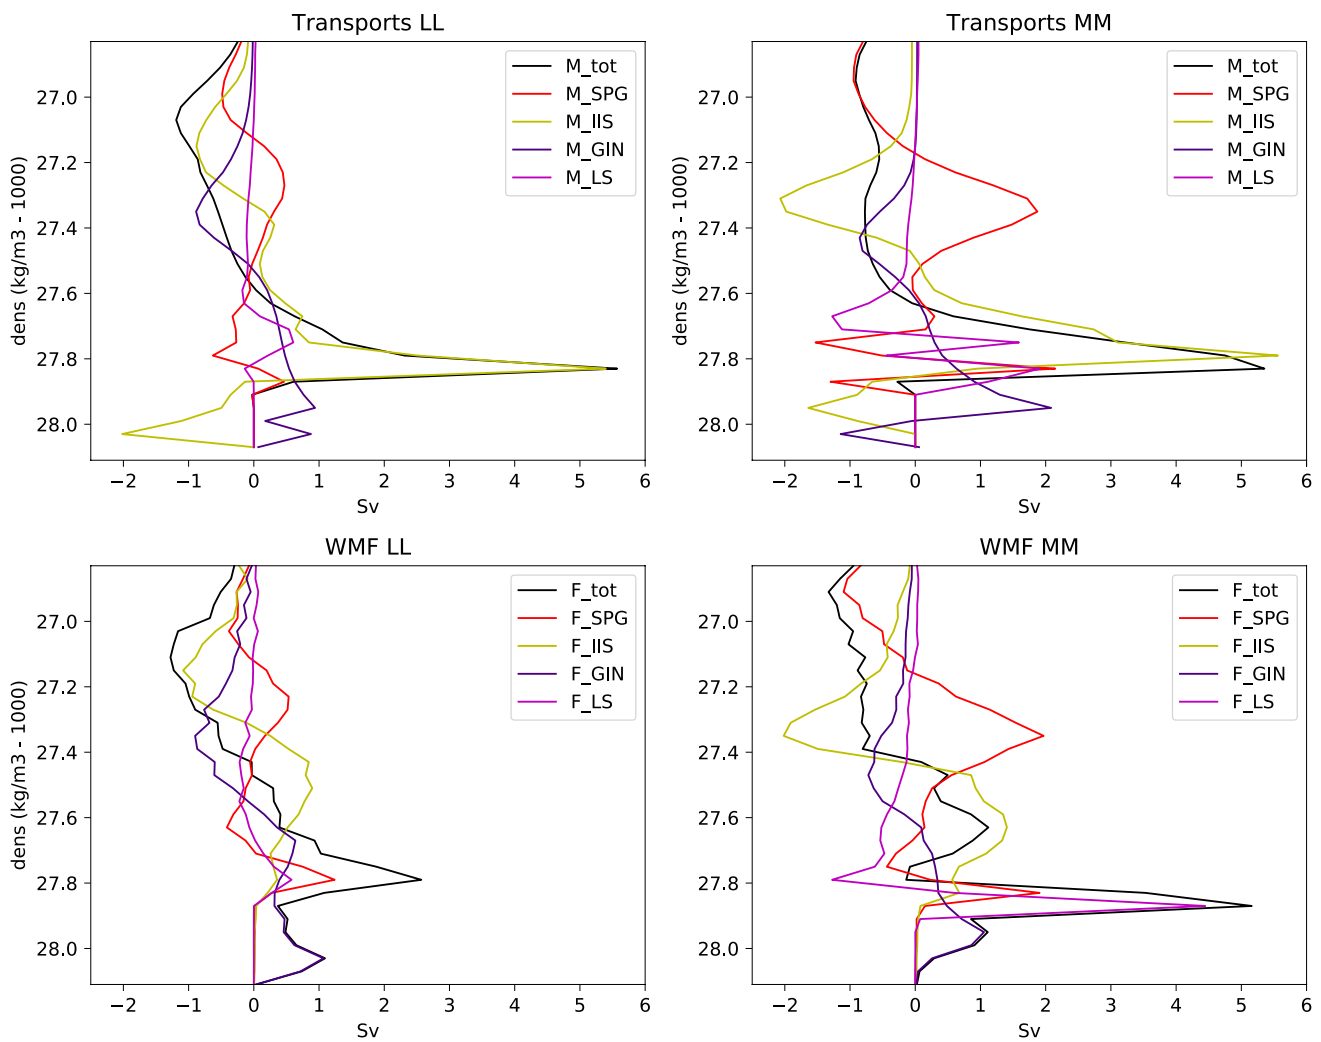 Transports LL
M_tot
M_SPG
M_IIS
M_GIN
M_LS
27.0
27.2
27.4
27.6
27.8
28.0
dens (kg/m3 - 1000)
−2 −1 0 1 2 3 4 5 6
Sv
Transports MM
M_tot
M_SPG
M_IIS
M_GIN
M_LS
27.0
27.2
27.4
27.6
27.8
28.0
dens (kg/m3 - 1000)
−2 −1 0 1 2 3 4 5 6
Sv
WMF LL
F_tot
F_SPG
F_IIS
F_GIN
F_LS
27.0
27.2
27.4
27.6
27.8
28.0
dens (kg/m3 - 1000)
−2 −1 0 1 2 3 4 5 6
Sv
WMF MM
F_tot
F_SPG
F_IIS
F_GIN
F_LS
27.0
27.2
27.4
27.6
27.8
28.0
dens (kg/m3 - 1000)
−2 −1 0 1 2 3 4 5 6
Sv